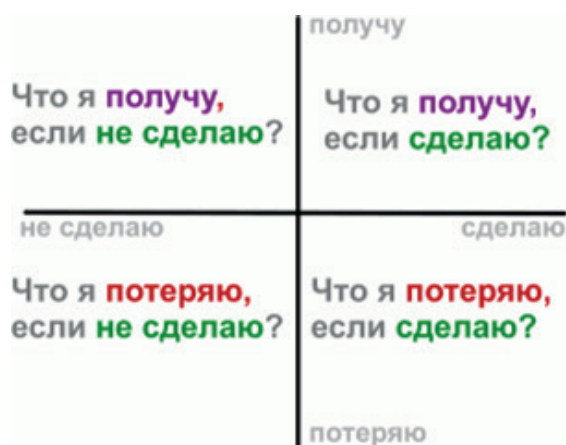 получу
Что я получу,
если не сделаю?
Что я получу,
если сделаю?
не сделаю
сделаю
Что я потеряю,
если не сделаю?
Что я потеряю,
если сделаю?
потеряю